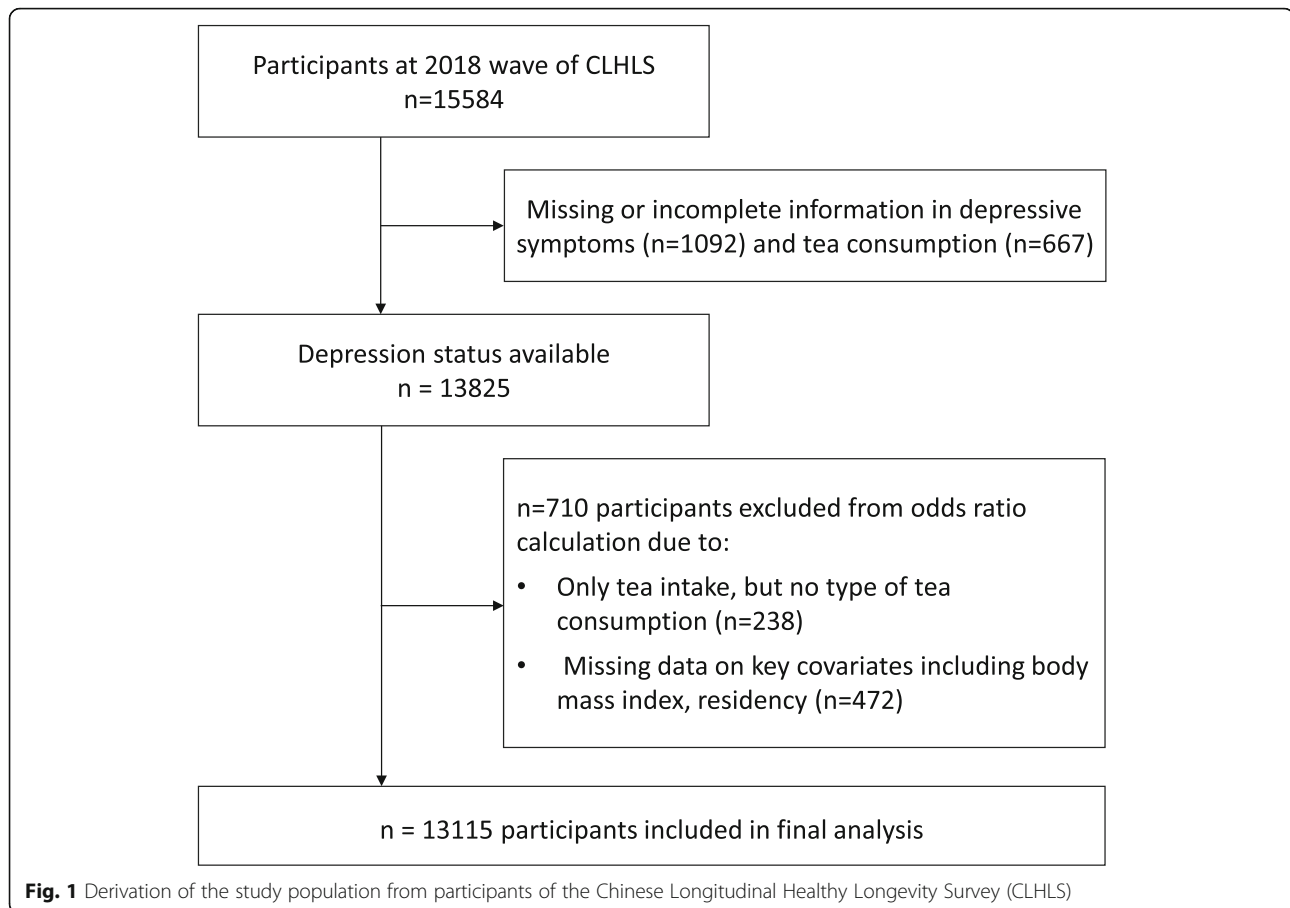 Participants at 2018 wave of CLHLS
n=15584
Missing or incomplete information in depressive
symptoms (n=1092) and tea consumption (n=667)
Depression status available
n = 13825
n=710 participants excluded from odds ratio
calculation due to:
• Only tea intake, but no type of tea
consumption (n=238)
• Missing data on key covariates including body
mass index, residency (n=472)
n = 13115 participants included in final analysis
Fig. 1 Derivation of the study population from participants of the Chinese Longitudinal Healthy Longevity Survey (CLHLS)